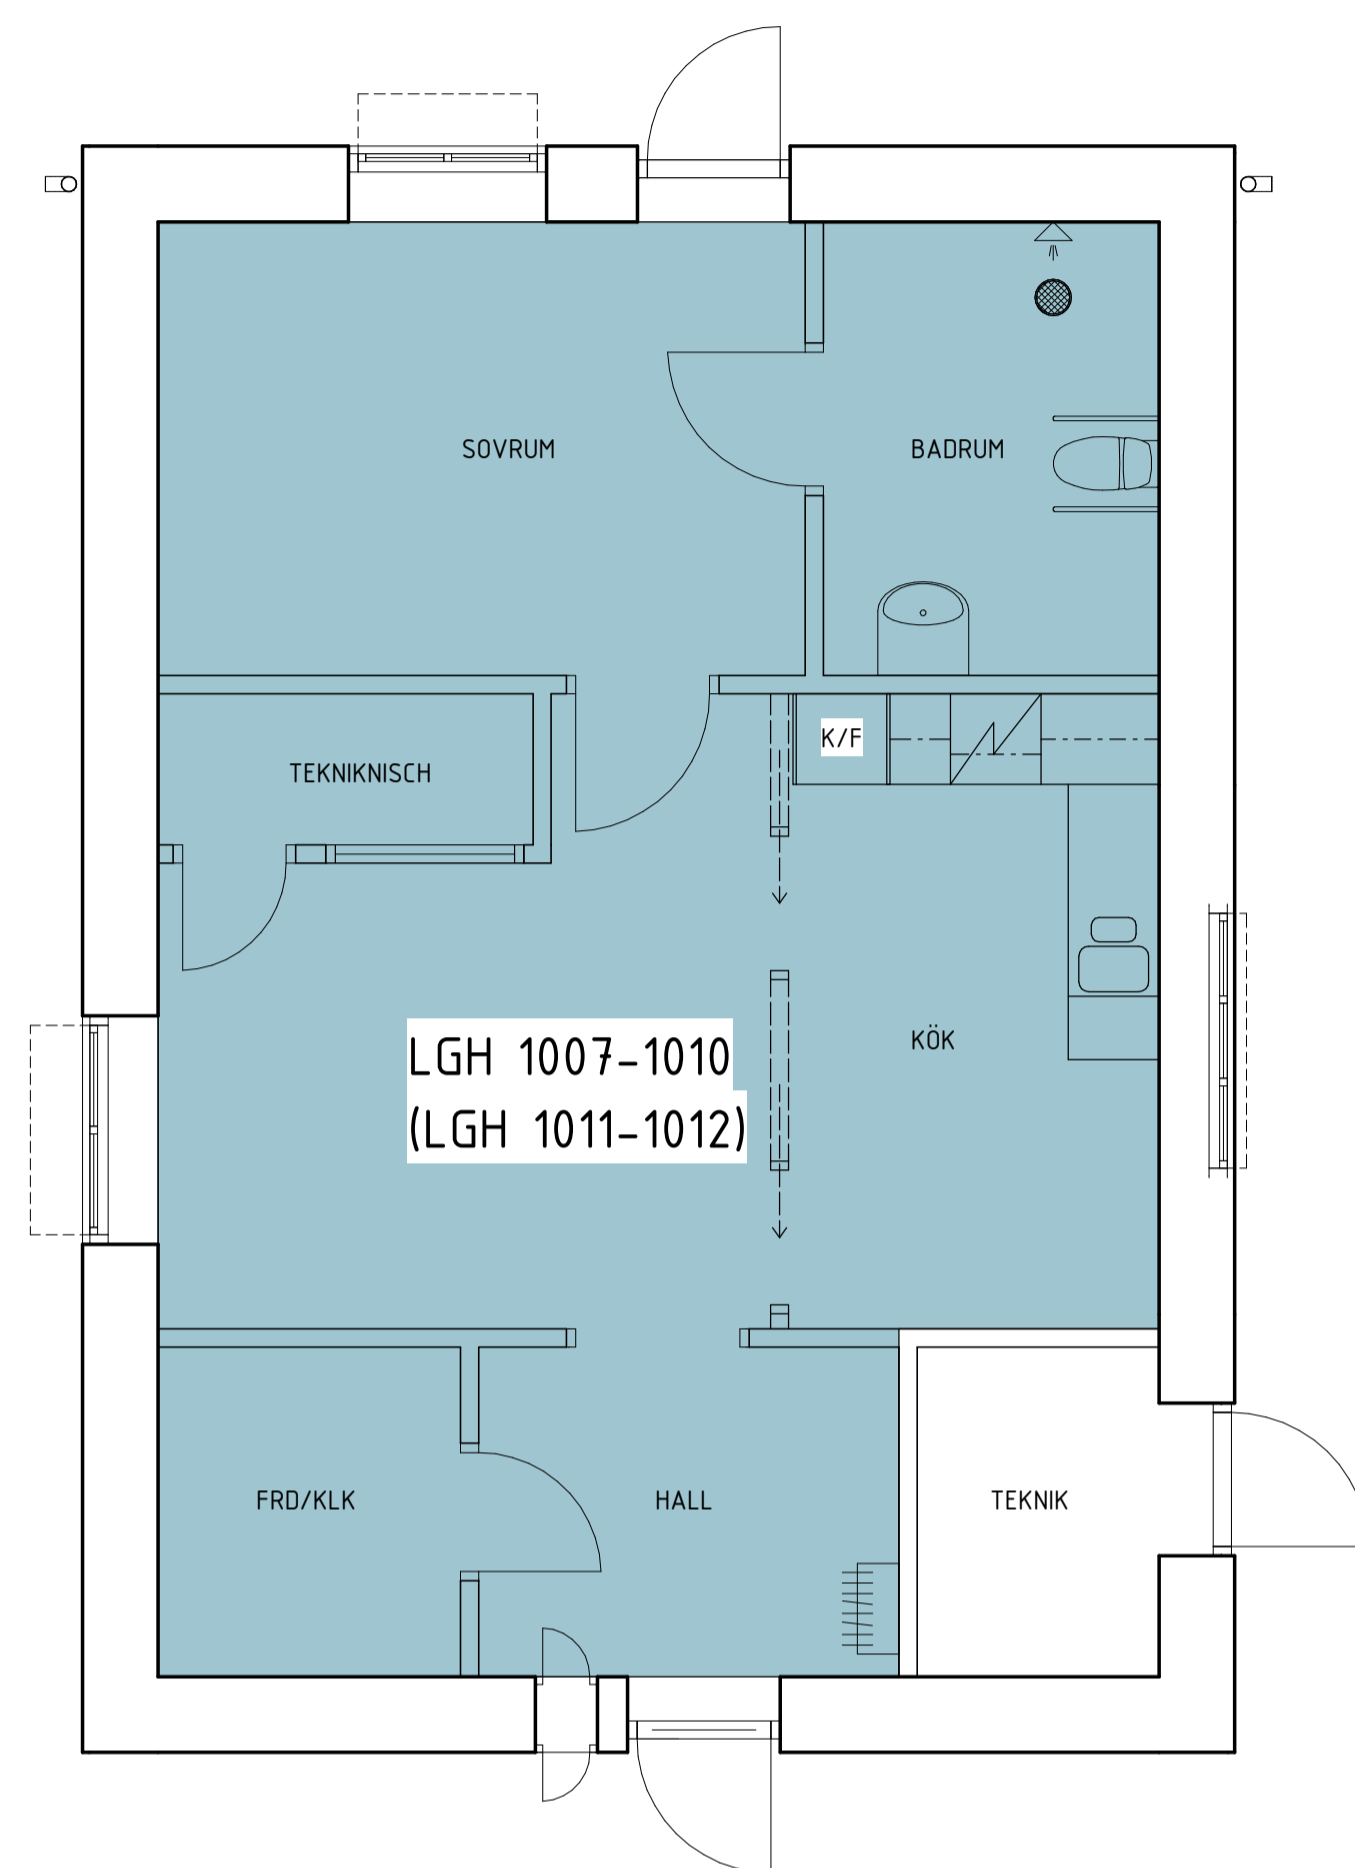 SOVRUM
BADRUM
K/F
TEKNIKNISCH
KÖK
LGH 1007-1010
(LGH 1011-1012)
FRD/KLK
HALL
TEKNIK